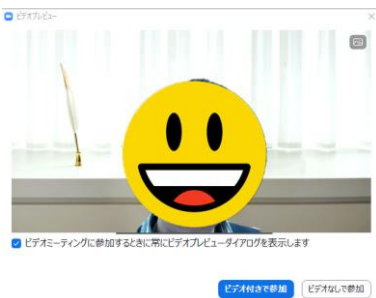 ビデオプレビュー
ビデオミーティングに参加するときに常にビデオプレビューダイアログを表示します
ビデオ付きで参加
ビデオなしで参加